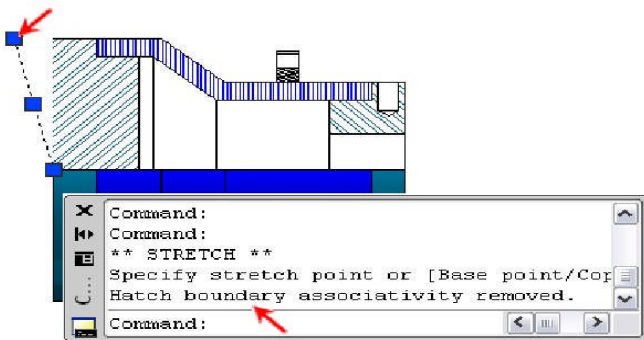 Command:
Command:
** STRETCH **
Specify stretch point or [Base point/Cop
Hatch boundary associativity removed.
Command: